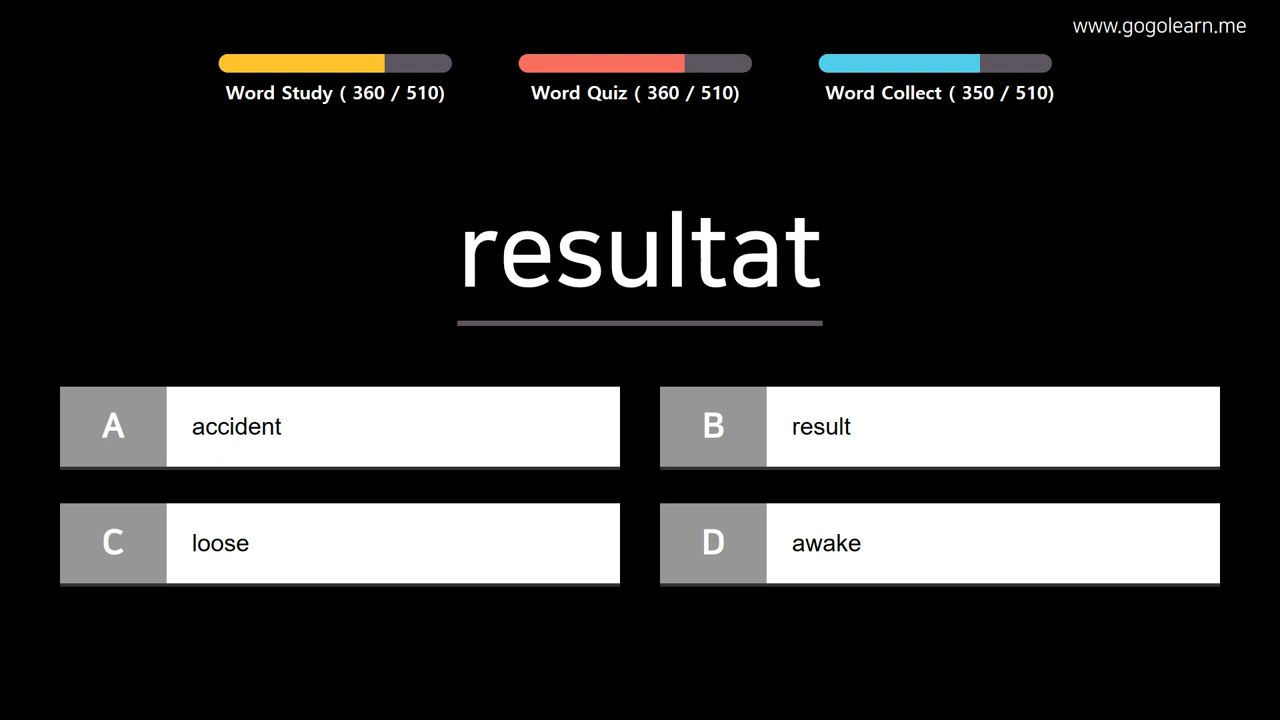 www.gogolearn.me
Word Study ( 360 / 510)
Word Quiz ( 360 / 510)
Word Collect ( 350 / 510)
resultat
A accident
B result
C loose
D awake